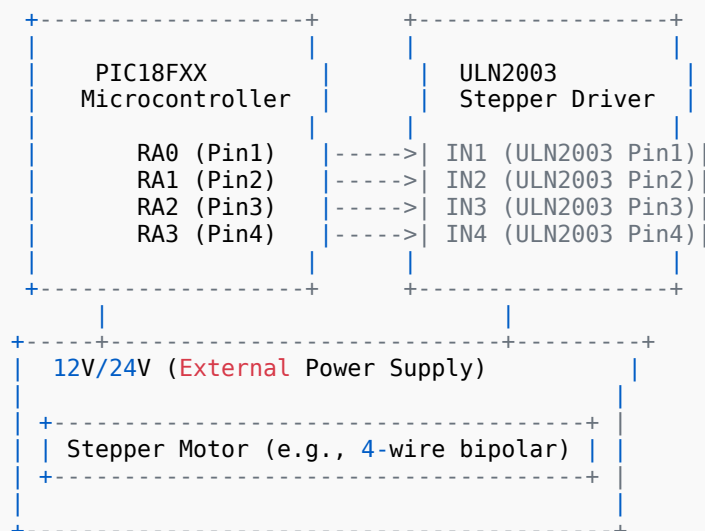 +-------------------+      +------------------+
|                   |      |                  |
|    PIC18FXX        |      |  ULN2003         |
|   Microcontroller  |      |  Stepper Driver  |
|                   |      |                  |
|       RA0 (Pin1)   |----->| IN1 (ULN2003 Pin1)|
|       RA1 (Pin2)   |----->| IN2 (ULN2003 Pin2)|
|       RA2 (Pin3)   |----->| IN3 (ULN2003 Pin3)|
|       RA3 (Pin4)   |----->| IN4 (ULN2003 Pin4)|
|                   |      |                  |
+-------------------+      +------------------+
     |                            |
+-----+----------------------------+---------+
|  12V/24V (External Power Supply)          |
|                                          |
| +--------------------------------------+ |
| | Stepper Motor (e.g., 4-wire bipolar) | |
| +--------------------------------------+ |
|                                          |
+------------------------------------------+